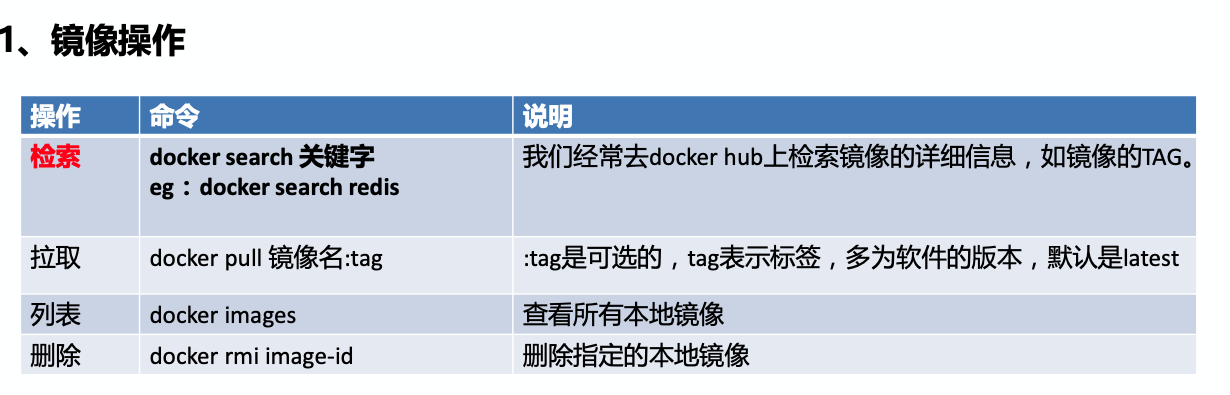 1、镜像操作
操作 命令 说明
检索 docker search 关键字 我们经常去docker hub上检索镜像的详细信息，如镜像的TAG。
eg：docker search redis
拉取 docker pull 镜像名:tag :tag是可选的，tag表示标签，多为软件的版本，默认是latest
列表 docker images 查看所有本地镜像
删除 docker rmi image-id 删除指定的本地镜像